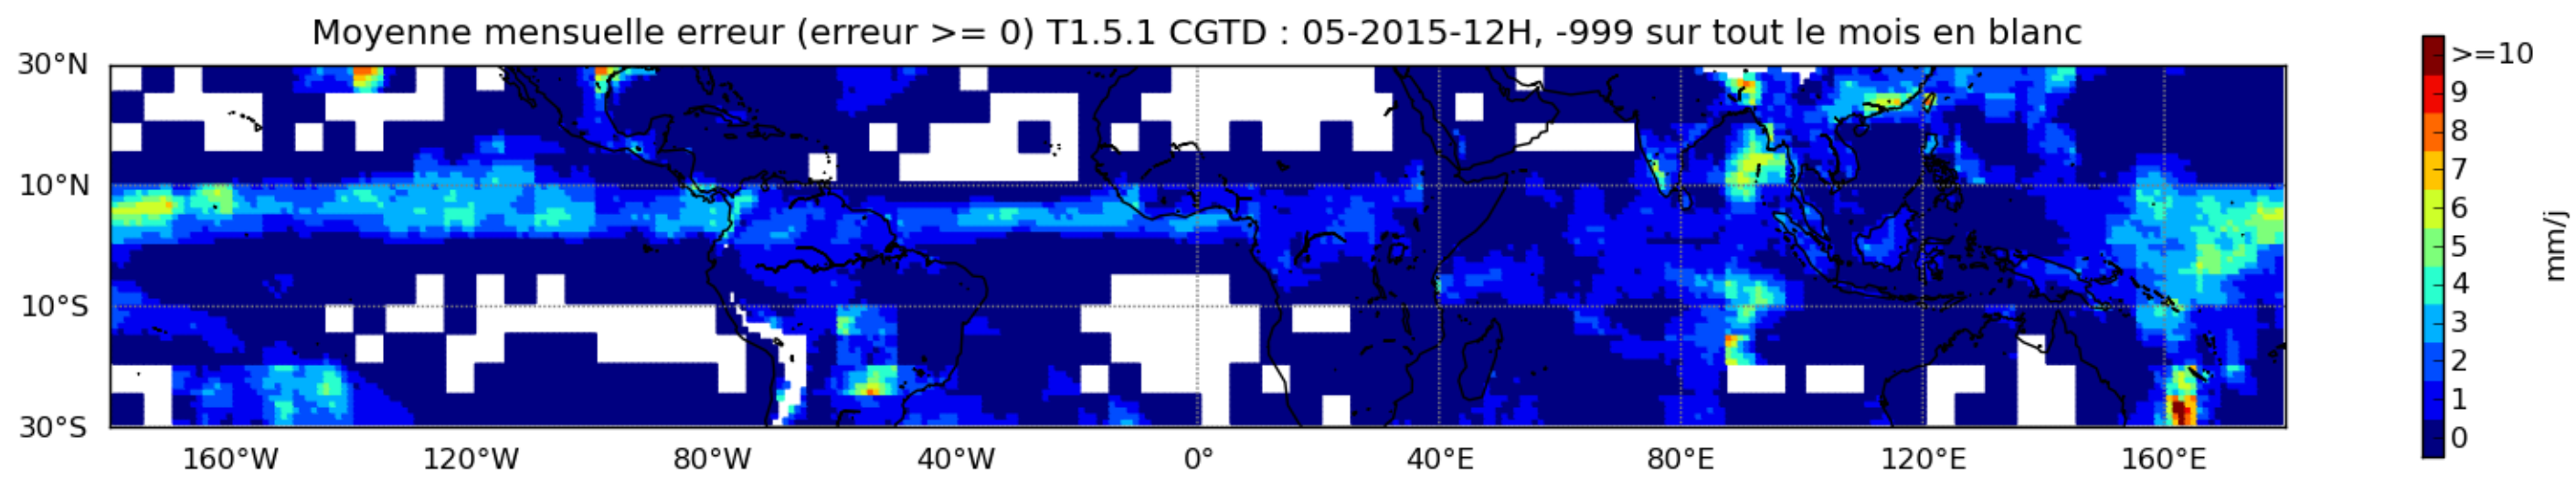 Moyenne mensuelle erreur (erreur >= 0) T1.5.1 CGTD : 05-2015-12H, -999 sur tout le mois en blanc
30°N
10°N
10°S
30°S
160°W 120°W 80°W 40°W 0° 40°E 80°E 120°E 160°E
>=10
9
8
7
6
5
4
3
2
1
0
mm/j